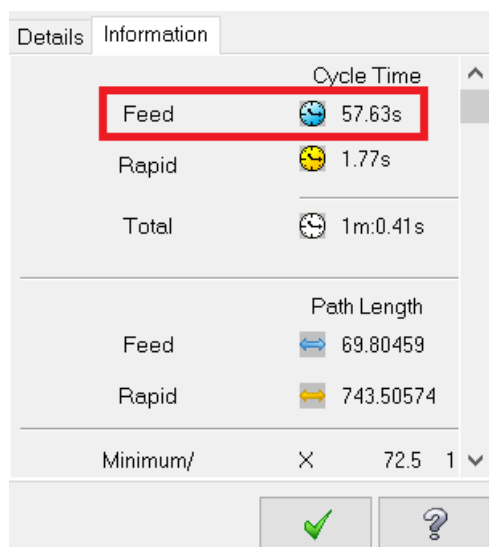 Details Information
Cycle Time
Feed 57.63s
Rapid 1.77s
Total 1m:0.41s
Path Length
Feed 69.80459
Rapid 743.50574
Minimum/ X 72.5 1